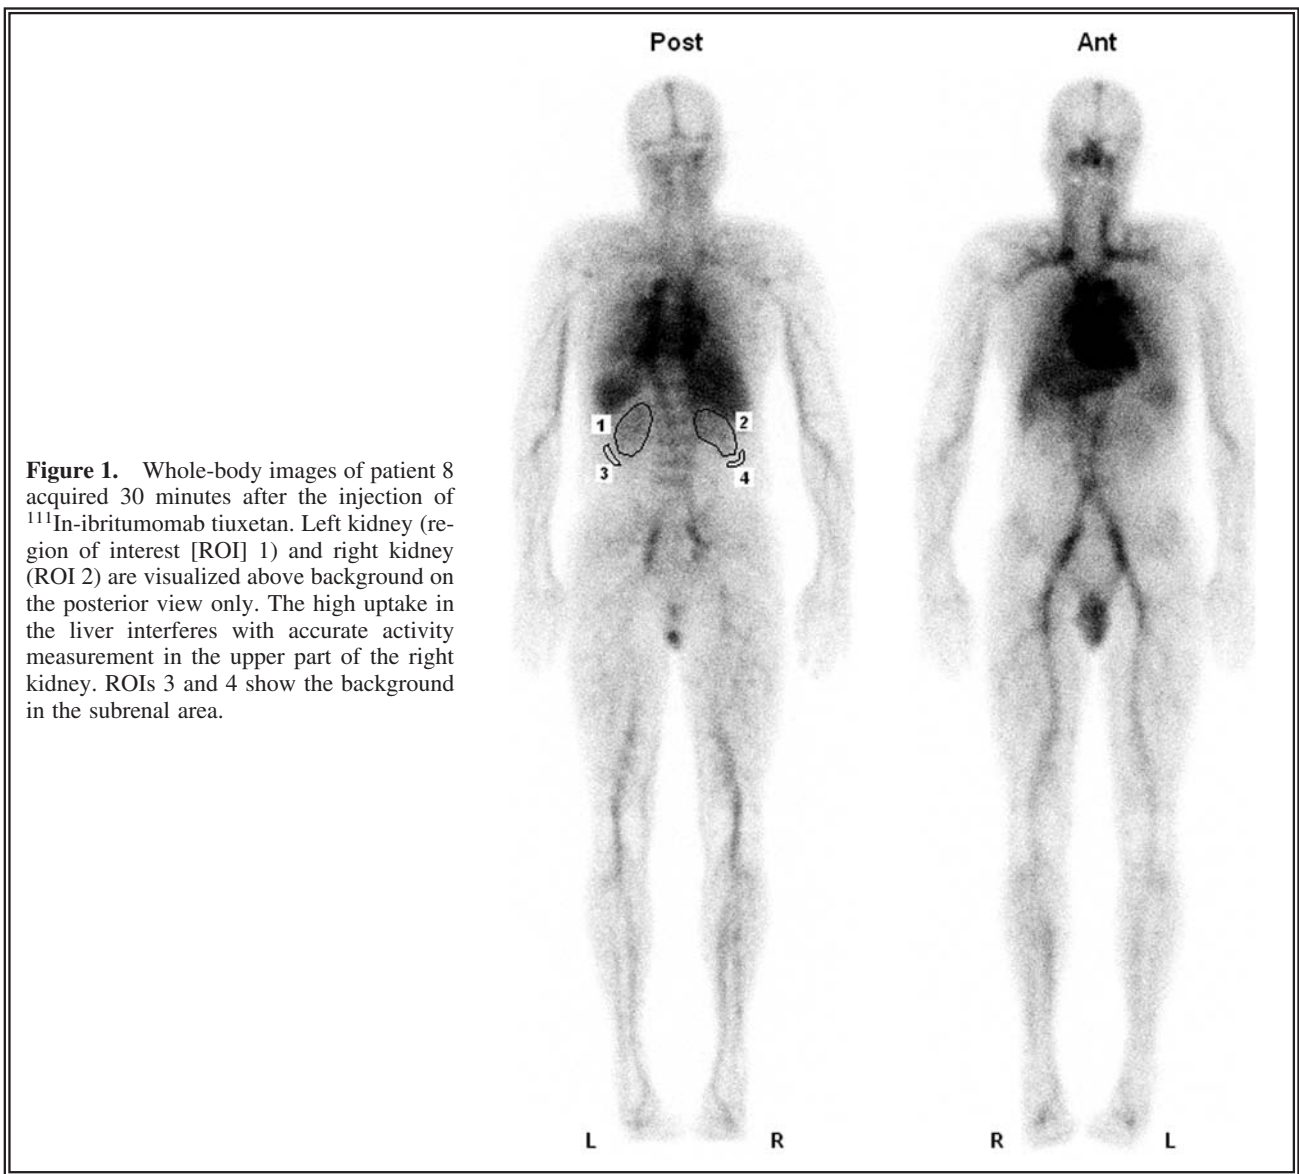 Post
Ant
Figure 1. Whole-body images of patient 8
acquired 30 minutes after the injection of
¹¹¹In-ibritumomab tiuxetan. Left kidney (re-
gion of interest [ROI] 1) and right kidney
(ROI 2) are visualized above background on
the posterior view only. The high uptake in
the liver interferes with accurate activity
measurement in the upper part of the right
kidney. ROIs 3 and 4 show the background
in the subrenal area.
1
2
3
4
L
R
R
L